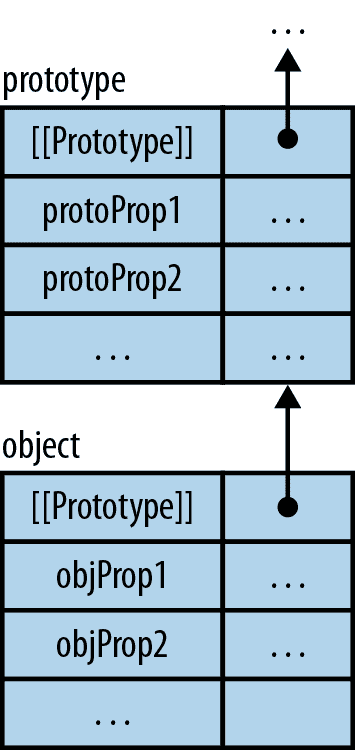 ...
prototype
[[Prototype]]
protoProp1 ...
protoProp2 ...
... ...
object
[[Prototype]]
objProp1 ...
objProp2 ...
...